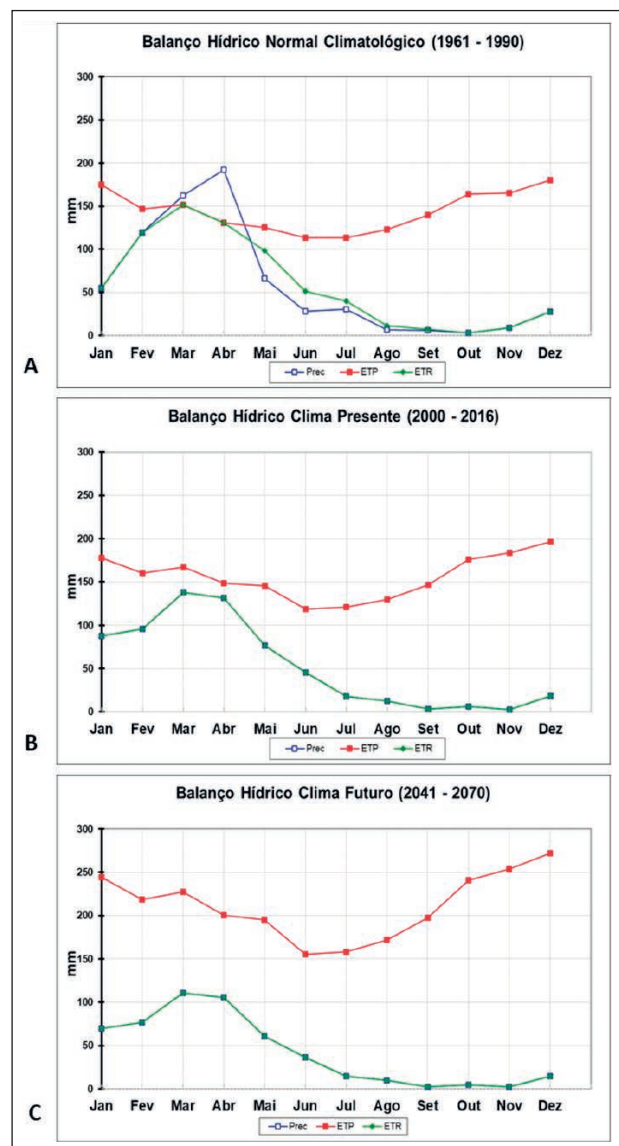 Balanço Hídrico Normal Climatológico (1961 - 1990)
300
250
200
150
100
50
0
mm
Jan Fev Mar Abr Mai Jun Jul Ago Set Out Nov Dez
Prec ETP ETR
A
Balanço Hídrico Clima Presente (2000 - 2016)
300
250
200
150
100
50
0
mm
Jan Fev Mar Abr Mai Jun Jul Ago Set Out Nov Dez
Prec ETP ETR
B
Balanço Hídrico Clima Futuro (2041 - 2070)
300
250
200
150
100
50
0
mm
Jan Fev Mar Abr Mai Jun Jul Ago Set Out Nov Dez
Prec ETP ETR
C